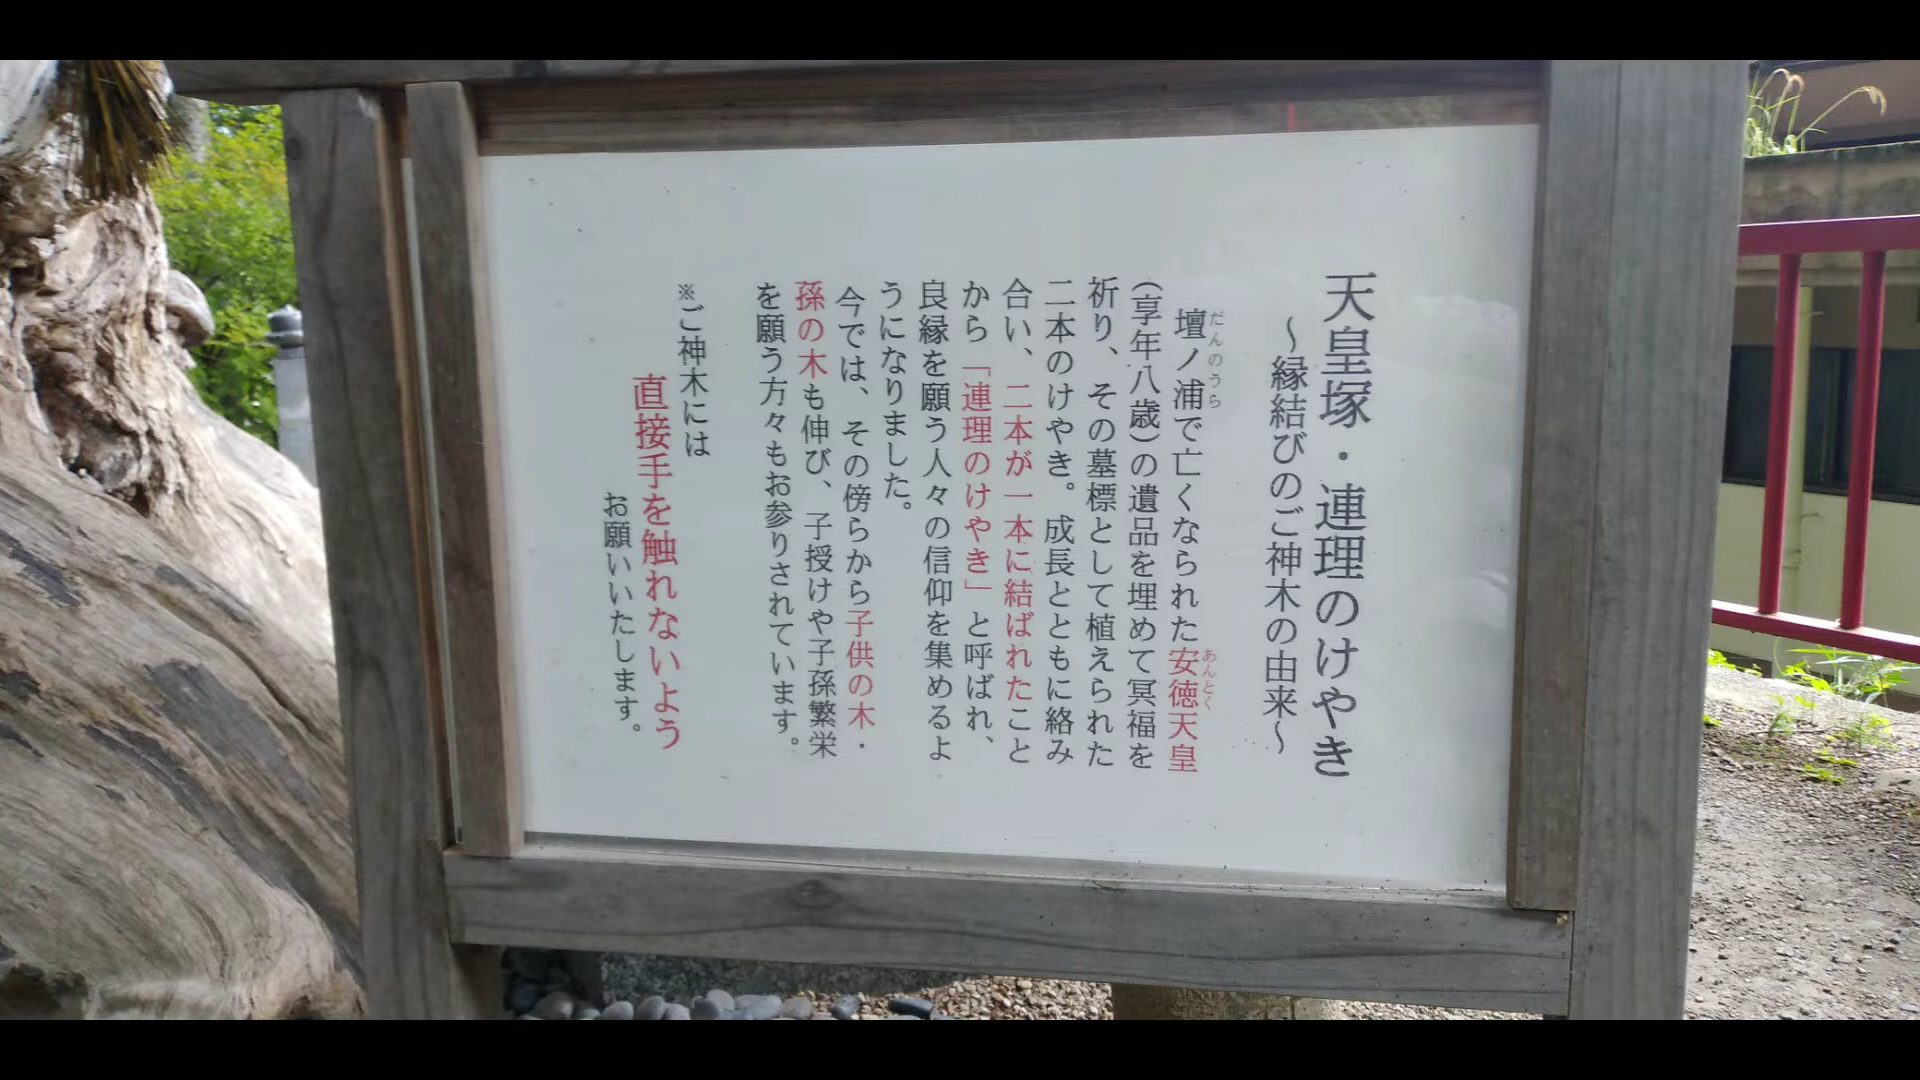 天皇塚・連理のけやき
～縁結びのご神木の由来～
壇ノ浦で亡くなられた安徳天皇
だんのうら
あんとく
(享年八歳)の遺品を埋めて冥福を
祈り、その墓標として植えられた
二本のけやき。成長とともに絡み
合い、二本が一本に結ばれたこと
から「連理のけやき」と呼ばれ、
良縁を願う人々の信仰を集めるよ
うになりました。
今では、その傍らから子供の木・
孫の木も伸び、子授けや子孫繁栄
を願う方々もお参りされています。
※ご神木には
直接手を触れないよう
お願いいたします。